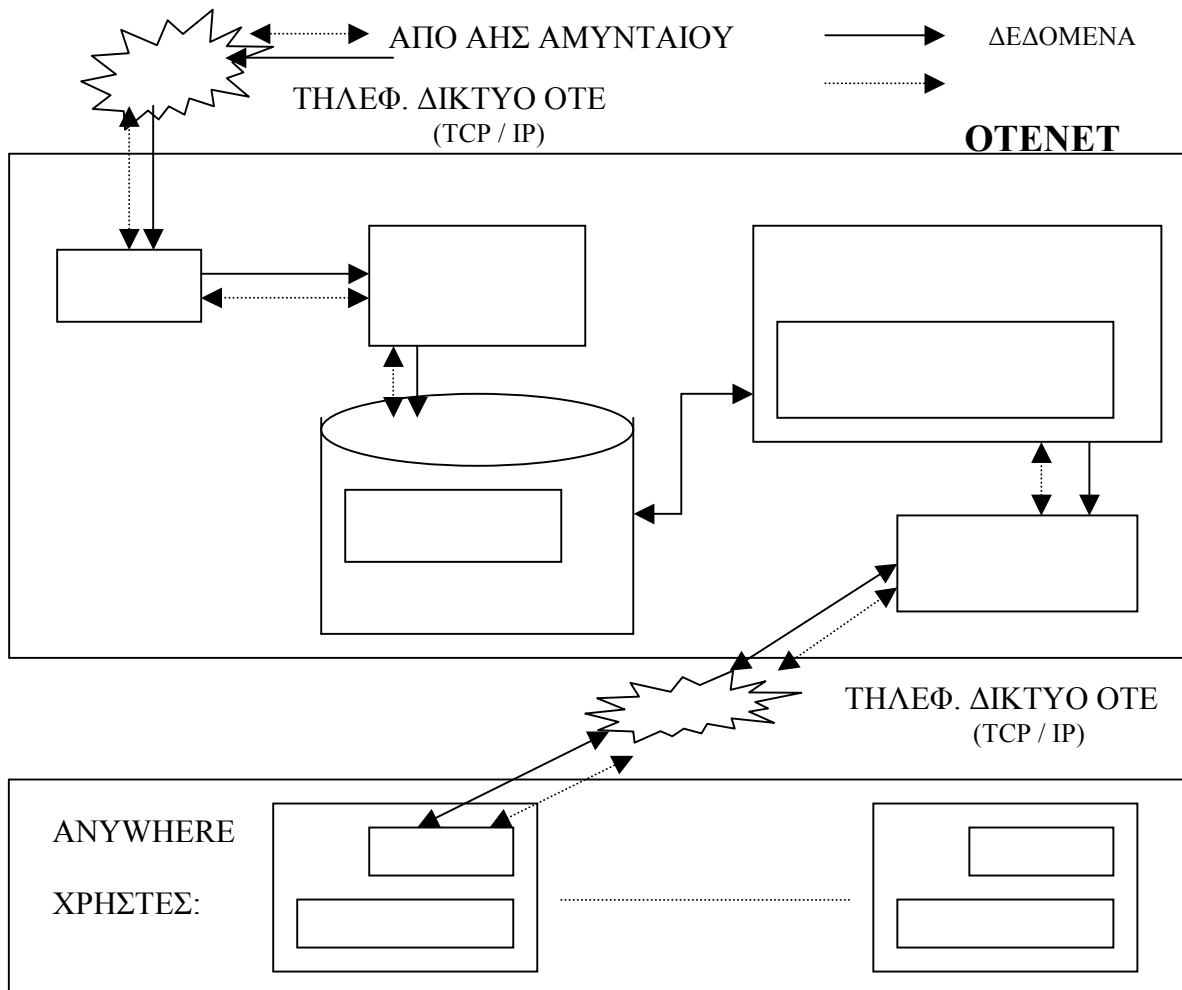 ΑΠΟ ΑΗΣ ΑΜΥΝΤΑΙΟΥ
ΔΕΔΟΜΕΝΑ
ΤΗΛΕΦ. ΔΙΚΤΥΟ ΟΤΕ
(TCP / IP)
OTENET
ΤΗΛΕΦ. ΔΙΚΤΥΟ ΟΤΕ
(TCP / IP)
ANYWHERE
ΧΡΗΣΤΕΣ: